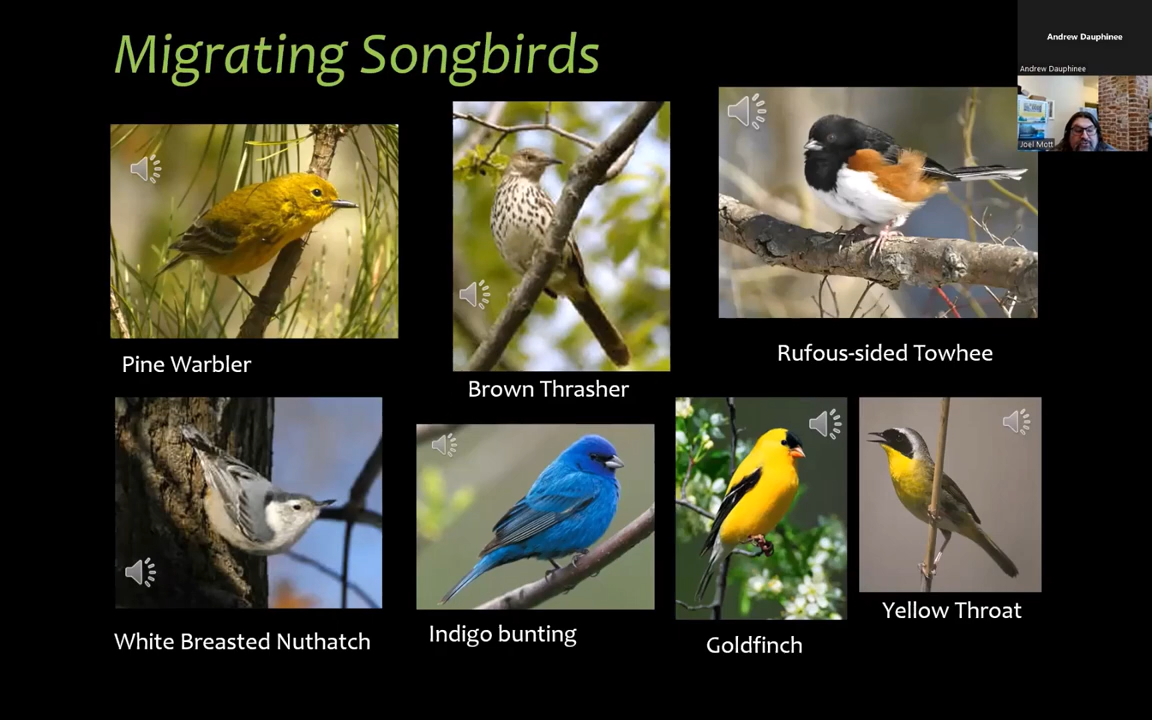 Migrating Songbirds
Andrew Dauphinee
Andrew Dauphinee
Joel Mott
Pine Warbler
Brown Thrasher
Rufous-sided Towhee
White Breasted Nuthatch
Indigo bunting
Goldfinch
Yellow Throat